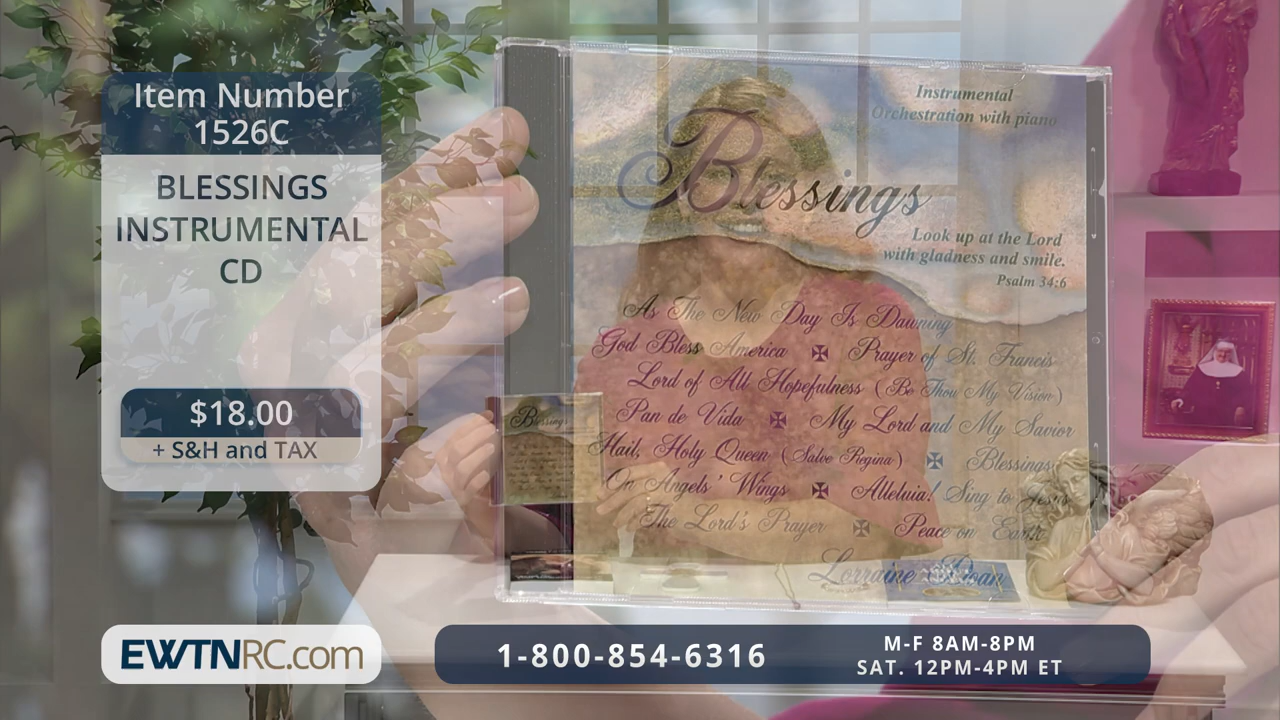 Item Number
1526C
BLESSINGS
INSTRUMENTAL
CD
$18.00
+ S&H and TAX
Instrumental
Orchestration with piano
Blessings
Look up at the Lord
with gladness and smile.
Psalm 34:6
As The New Day Is Dawning
God Bless America ✠ Prayer of St. Francis
Lord of All Hopefulness (Be Thou My Vision)
Pan de Vida ✠ My Lord and My Savior
Hail, Holy Queen (Salve Regina) ✠ Blessings
On Angels' Wings ✠ Alleluia! Sing to Jesus
The Lord's Prayer ✠ Peace on Earth
Lorraine Doan
Blessings
EWTNRC.com
1-800-854-6316
M-F 8AM-8PM
SAT. 12PM-4PM ET